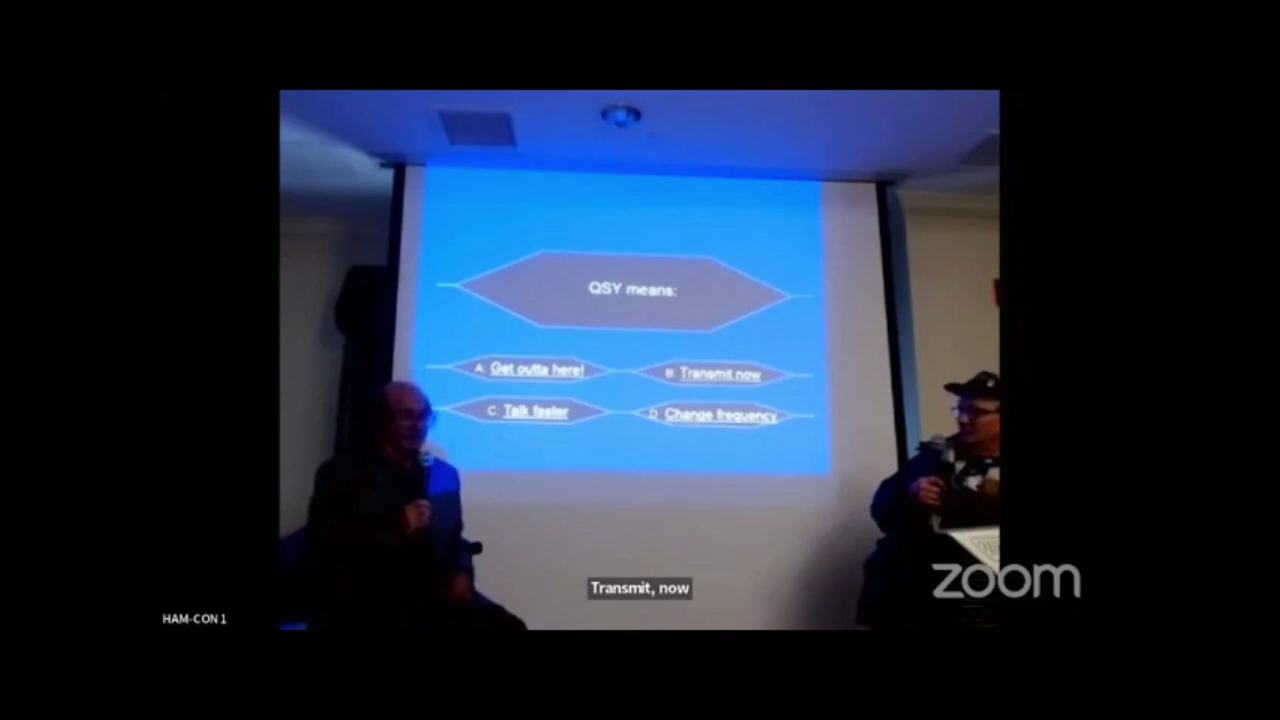 QSY means:
A: Get outta here!
B: Transmit now
C: Talk faster
D: Change frequency
Transmit, now
zoom
HAM-CON 1